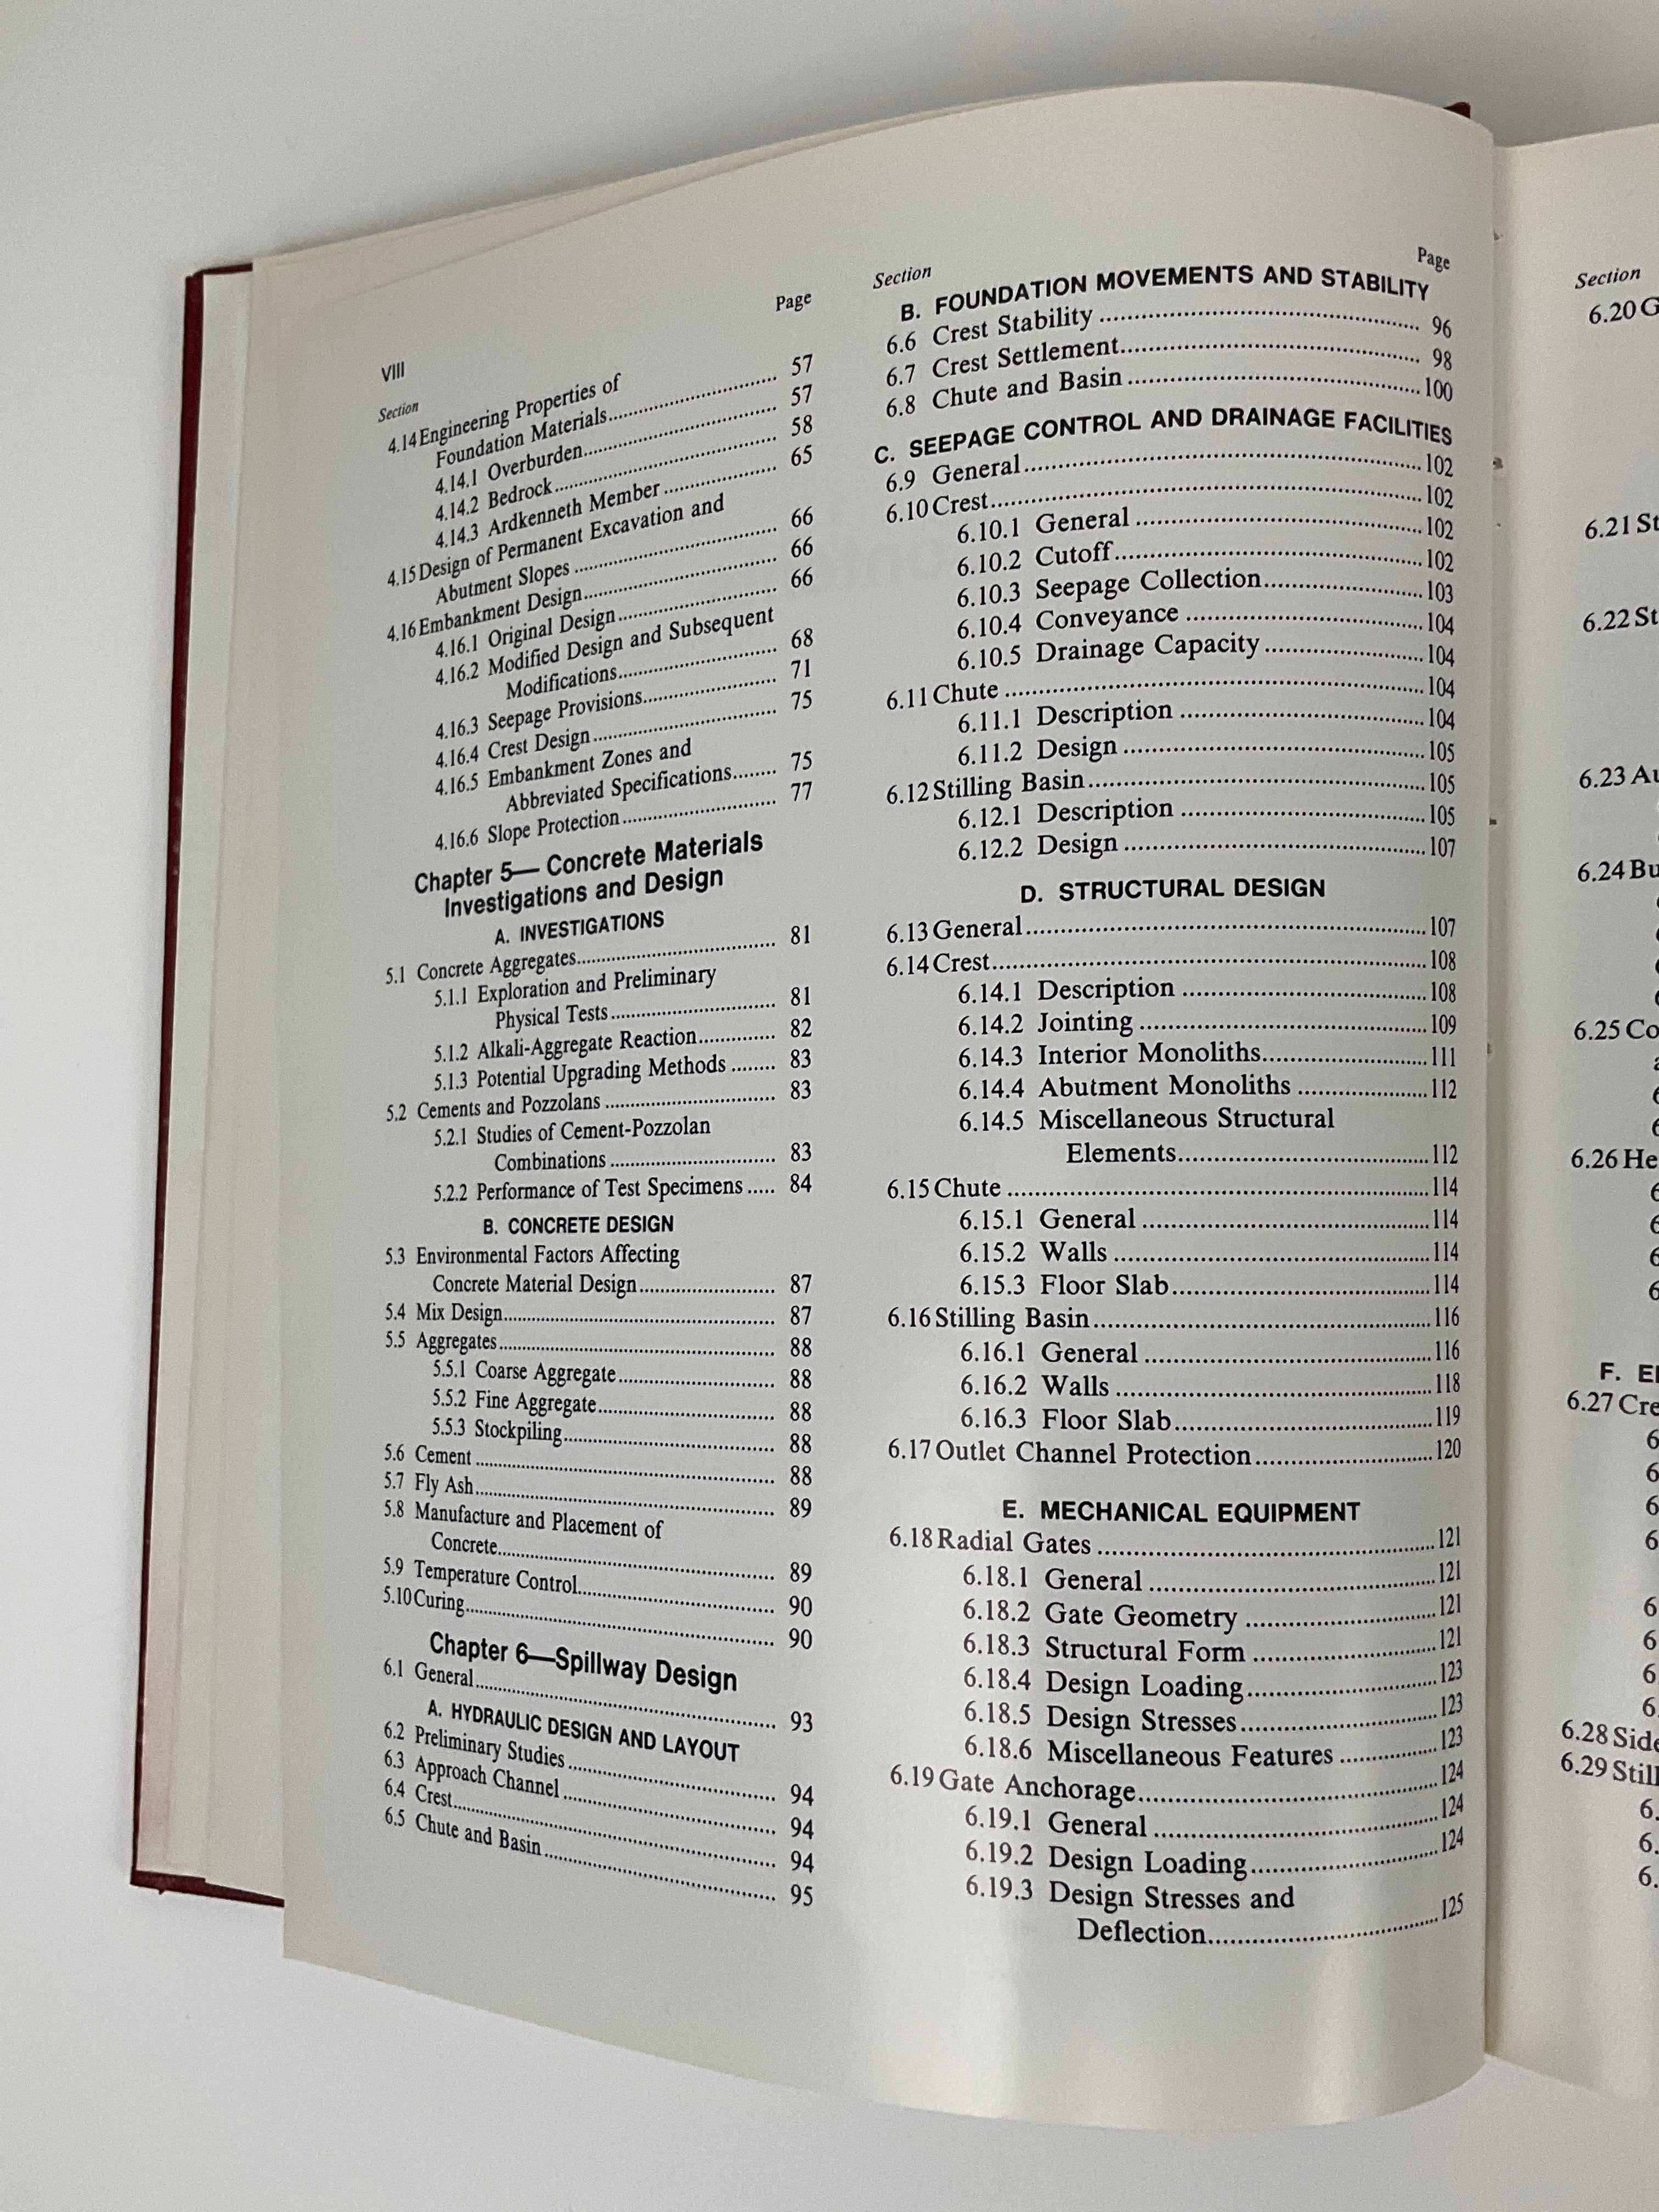 VIII
Section Page
4.14 Engineering Properties of
Foundation Materials 57
4.14.1 Overburden 57
4.14.2 Bedrock 58
4.14.3 Ardkenneth Member 65
4.15 Design of Permanent Excavation and
Abutment Slopes 66
4.16 Embankment Design 66
4.16.1 Original Design 66
4.16.2 Modified Design and Subsequent
Modifications 68
4.16.3 Seepage Provisions 71
4.16.4 Crest Design 75
4.16.5 Embankment Zones and
Abbreviated Specifications 75
4.16.6 Slope Protection 77
Chapter 5— Concrete Materials
Investigations and Design
A. INVESTIGATIONS
5.1 Concrete Aggregates 81
5.1.1 Exploration and Preliminary
Physical Tests 81
5.1.2 Alkali-Aggregate Reaction 82
5.1.3 Potential Upgrading Methods 83
5.2 Cements and Pozzolans 83
5.2.1 Studies of Cement-Pozzolan
Combinations 83
5.2.2 Performance of Test Specimens 84
B. CONCRETE DESIGN
5.3 Environmental Factors Affecting
Concrete Material Design 87
5.4 Mix Design 87
5.5 Aggregates 88
5.5.1 Coarse Aggregate 88
5.5.2 Fine Aggregate 88
5.5.3 Stockpiling 88
5.6 Cement 88
5.7 Fly Ash 89
5.8 Manufacture and Placement of
Concrete 89
5.9 Temperature Control 90
5.10 Curing 90
Chapter 6—Spillway Design
6.1 General 93
A. HYDRAULIC DESIGN AND LAYOUT
6.2 Preliminary Studies 94
6.3 Approach Channel 94
6.4 Crest 94
6.5 Chute and Basin 95
Section Page
B. FOUNDATION MOVEMENTS AND STABILITY
6.6 Crest Stability 96
6.7 Crest Settlement 98
6.8 Chute and Basin 100
C. SEEPAGE CONTROL AND DRAINAGE FACILITIES
6.9 General 102
6.10 Crest 102
6.10.1 General 102
6.10.2 Cutoff 102
6.10.3 Seepage Collection 103
6.10.4 Conveyance 104
6.10.5 Drainage Capacity 104
6.11 Chute 104
6.11.1 Description 104
6.11.2 Design 105
6.12 Stilling Basin 105
6.12.1 Description 105
6.12.2 Design 107
D. STRUCTURAL DESIGN
6.13 General 107
6.14 Crest 108
6.14.1 Description 108
6.14.2 Jointing 109
6.14.3 Interior Monoliths 111
6.14.4 Abutment Monoliths 112
6.14.5 Miscellaneous Structural
Elements 112
6.15 Chute 114
6.15.1 General 114
6.15.2 Walls 114
6.15.3 Floor Slab 114
6.16 Stilling Basin 116
6.16.1 General 116
6.16.2 Walls 118
6.16.3 Floor Slab 119
6.17 Outlet Channel Protection 120
E. MECHANICAL EQUIPMENT
6.18 Radial Gates 121
6.18.1 General 121
6.18.2 Gate Geometry 121
6.18.3 Structural Form 121
6.18.4 Design Loading 123
6.18.5 Design Stresses 123
6.18.6 Miscellaneous Features 123
6.19 Gate Anchorage 124
6.19.1 General 124
6.19.2 Design Loading 124
6.19.3 Design Stresses and
Deflection 125
Section
6.20
6.21
6.22
6.23
6.24
6.25
6.26
F.
6.27
6.28 Side
6.29